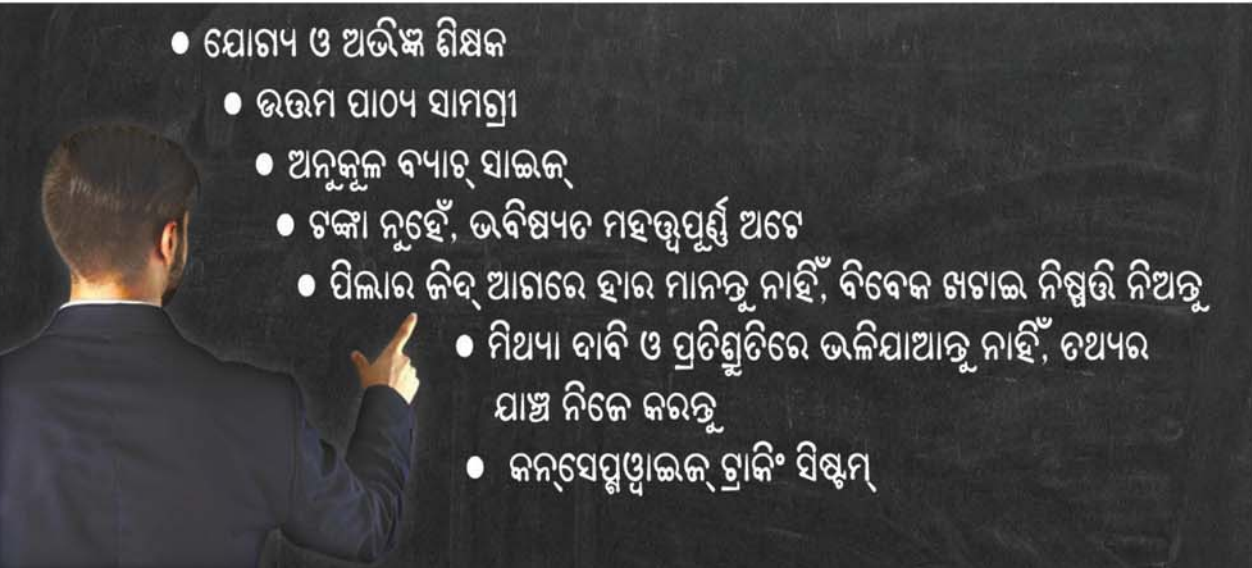 • ଯୋଗ୍ୟ ଓ ଅଭିଜ୍ଞ ଶିକ୍ଷକ
• ଉତ୍ତମ ପାଠ୍ୟ ସାମଗ୍ରୀ
• ଅନୁକୂଳ ବ୍ୟାଚ୍ ସାଇଜ୍
• ଟଙ୍କା ନୁହେଁ, ଭବିଷ୍ୟତ ମହତ୍ତ୍ୱପୂର୍ଣ୍ଣ ଅଟେ
• ପିଲାର ଜିଦ୍ ଆଗରେ ହାର ମାନନ୍ତୁ ନାହିଁ, ବିବେକ ଖଟାଇ ନିଷ୍ପତ୍ତି ନିଅନ୍ତୁ
• ମିଥ୍ୟା ଦାବି ଓ ପ୍ରତିଶ୍ରୁତିରେ ଭଳିଯାଆନ୍ତୁ ନାହିଁ, ତଥ୍ୟର
ଯାଞ୍ଚ ନିଜେ କରନ୍ତୁ
• କନ୍‌ସେପ୍ଟୱାଇଜ୍ ଟ୍ରାକିଂ ସିଷ୍ଟମ୍